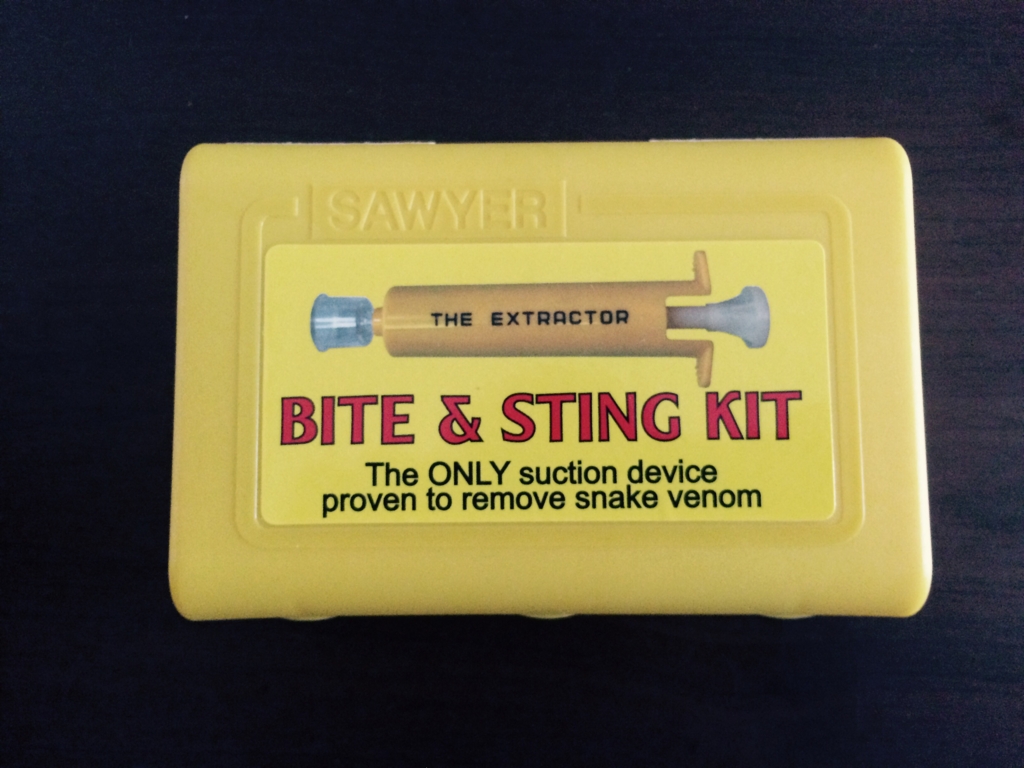 SAWYER
THE EXTRACTOR
BITE & STING KIT
The ONLY suction device
proven to remove snake venom